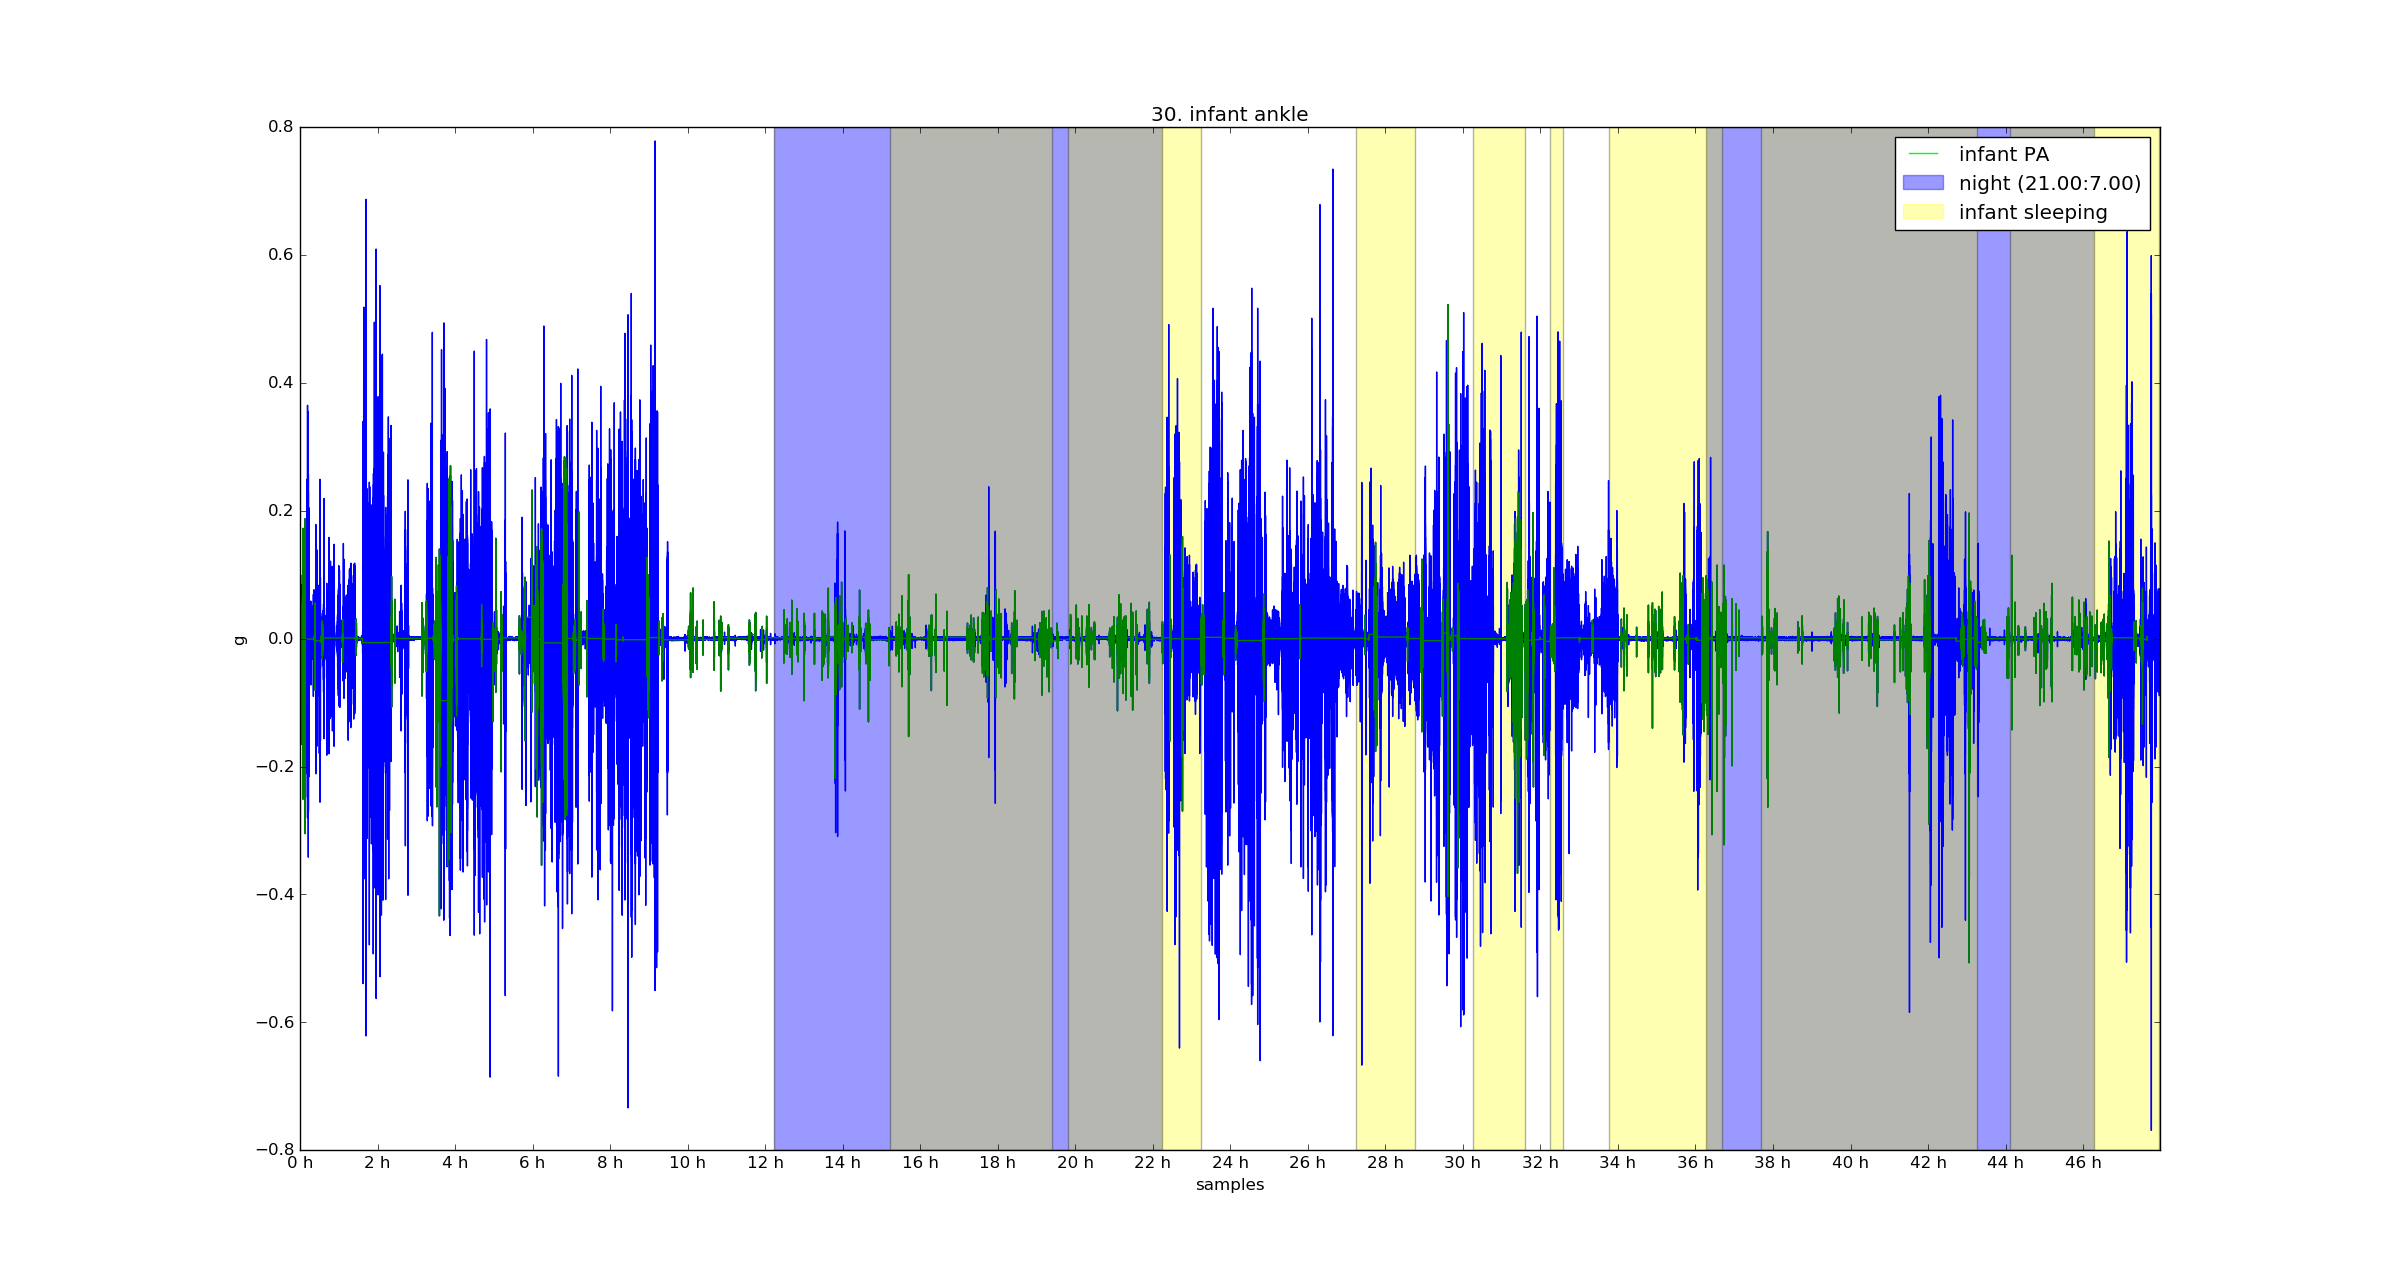 30. infant ankle
infant PA
night (21.00:7.00)
infant sleeping
0.8
0.6
0.4
0.2
0.0
−0.2
−0.4
−0.6
−0.8
g
0 h 2 h 4 h 6 h 8 h 10 h 12 h 14 h 16 h 18 h 20 h 22 h 24 h 26 h 28 h 30 h 32 h 34 h 36 h 38 h 40 h 42 h 44 h 46 h
samples